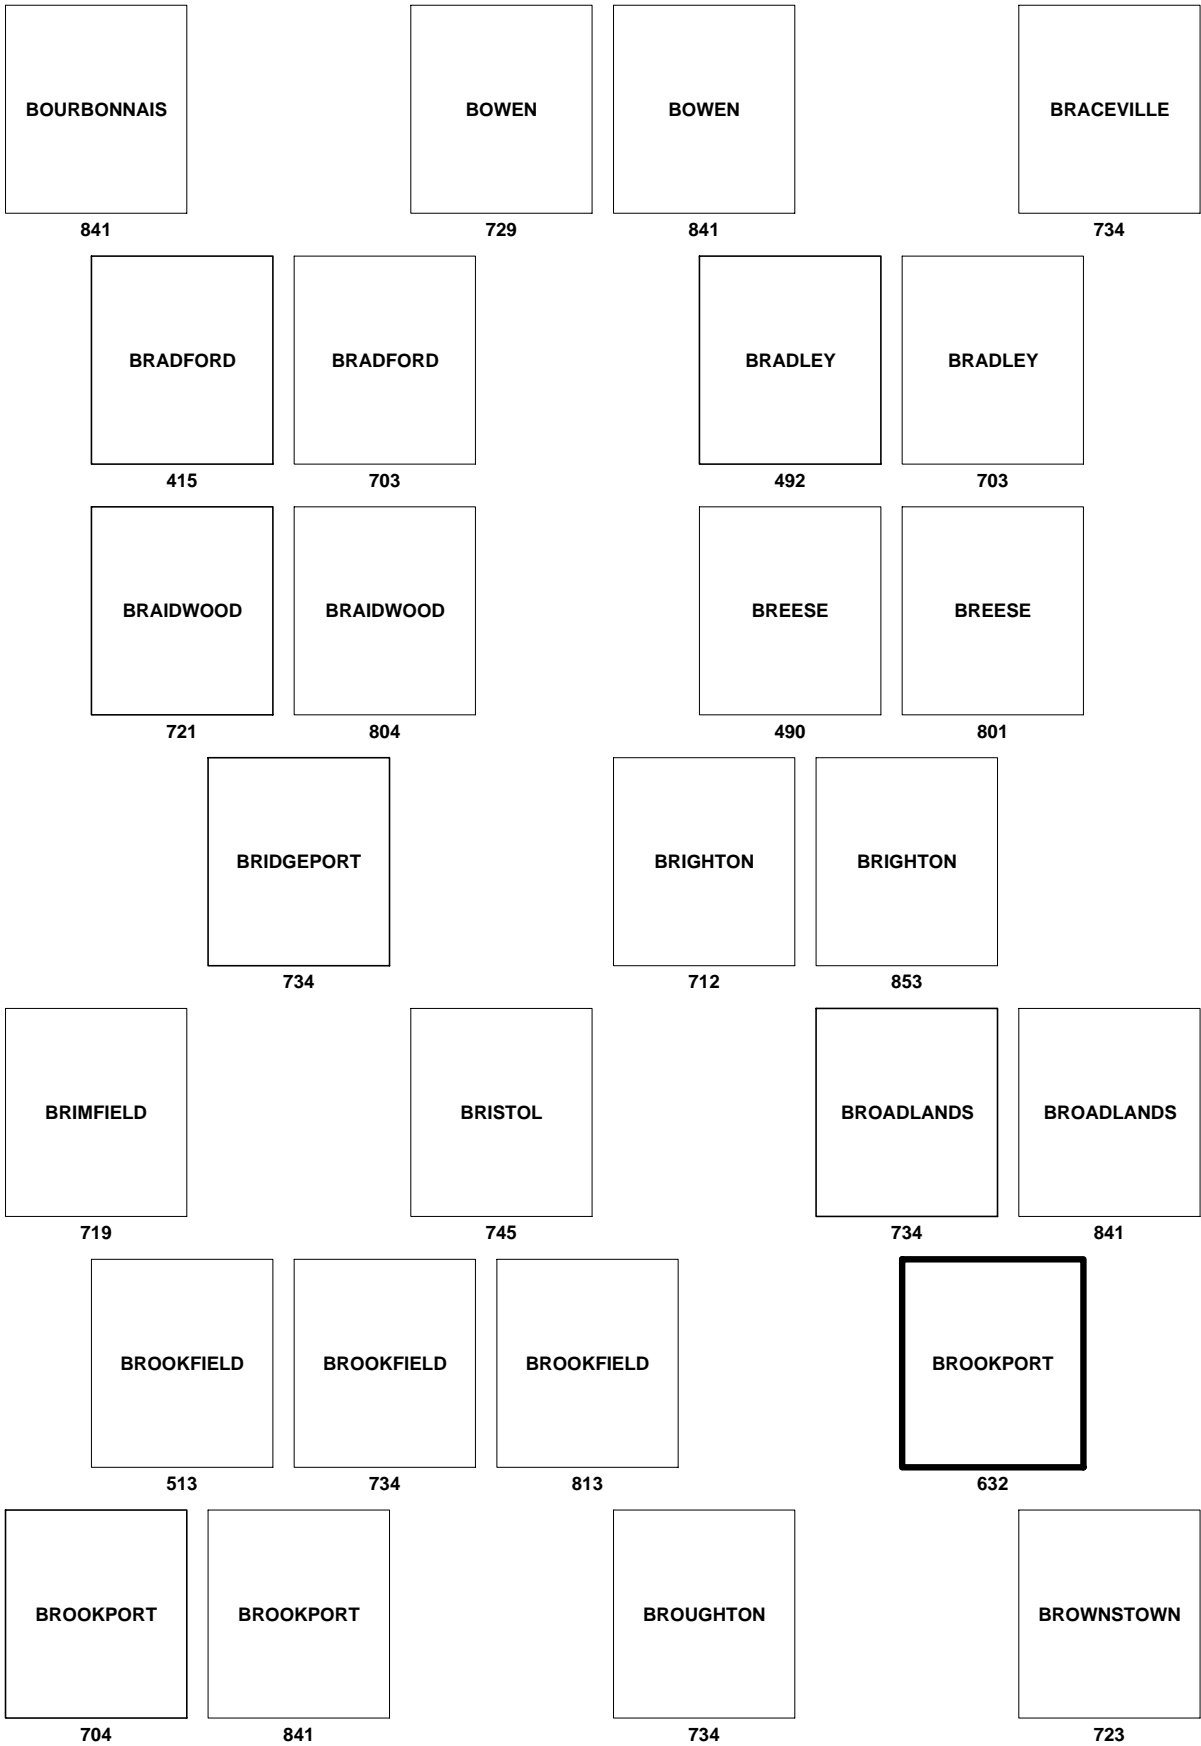 BOURBONNAIS BOWEN BOWEN BRACEVILLE
841 729 841 734
BRADFORD BRADFORD BRADLEY BRADLEY
415 703 492 703
BRAIDWOOD BRAIDWOOD BREESE BREESE
721 804 490 801
BRIDGEPORT BRIGHTON BRIGHTON
734 712 853
BRIMFIELD BRISTOL BROADLANDS BROADLANDS
719 745 734 841
BROOKFIELD BROOKFIELD BROOKFIELD BROOKPORT
513 734 813 632
BROOKPORT BROOKPORT BROUGHTON BROWNSTOWN
704 841 734 723